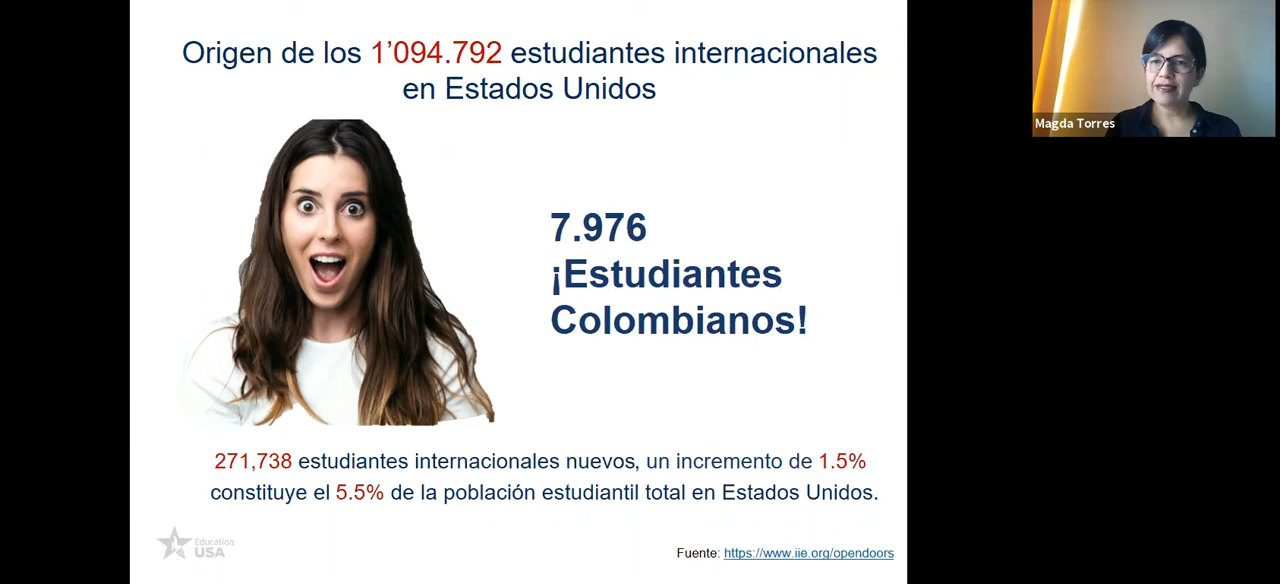 Origen de los 1’094.792 estudiantes internacionales
en Estados Unidos
Magda Torres
7.976
¡Estudiantes
Colombianos!
271,738 estudiantes internacionales nuevos, un incremento de 1.5%
constituye el 5.5% de la población estudiantil total en Estados Unidos.
Education
USA
Fuente: https://www.iie.org/opendoors